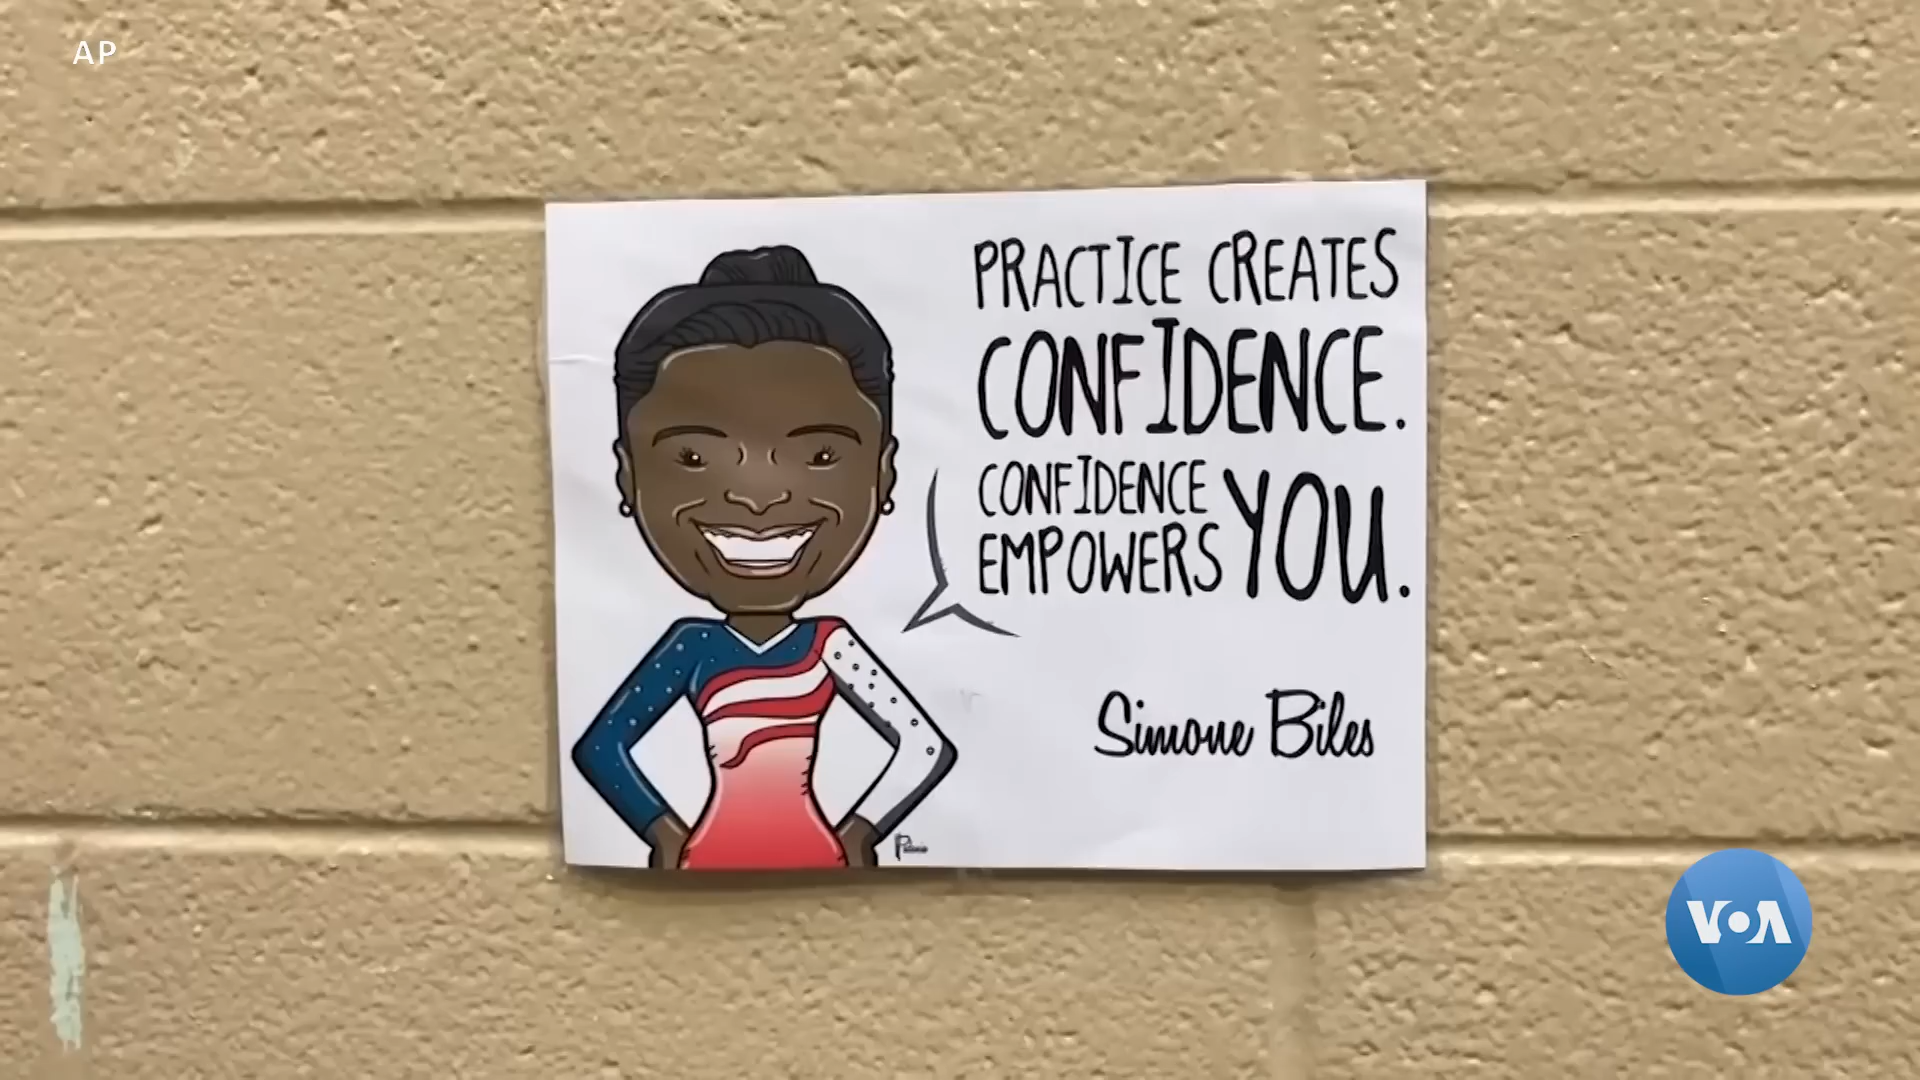 AP
PRACTICE CREATES
CONFIDENCE.
CONFIDENCE
EMPOWERS YOU.
Simone Biles
VOA